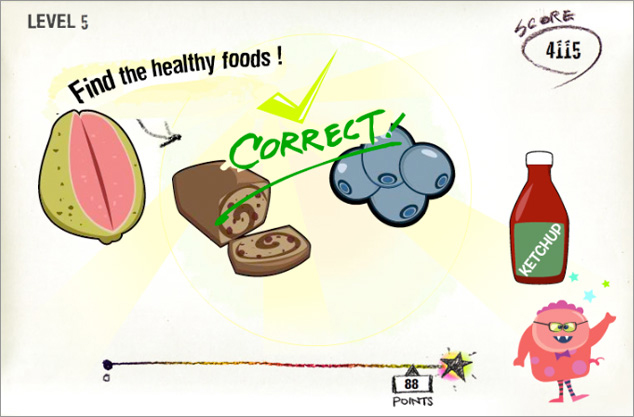 LEVEL 5
SCORE
4115
Find the healthy foods !
CORRECT!
KETCHUP
0
88
POINTS